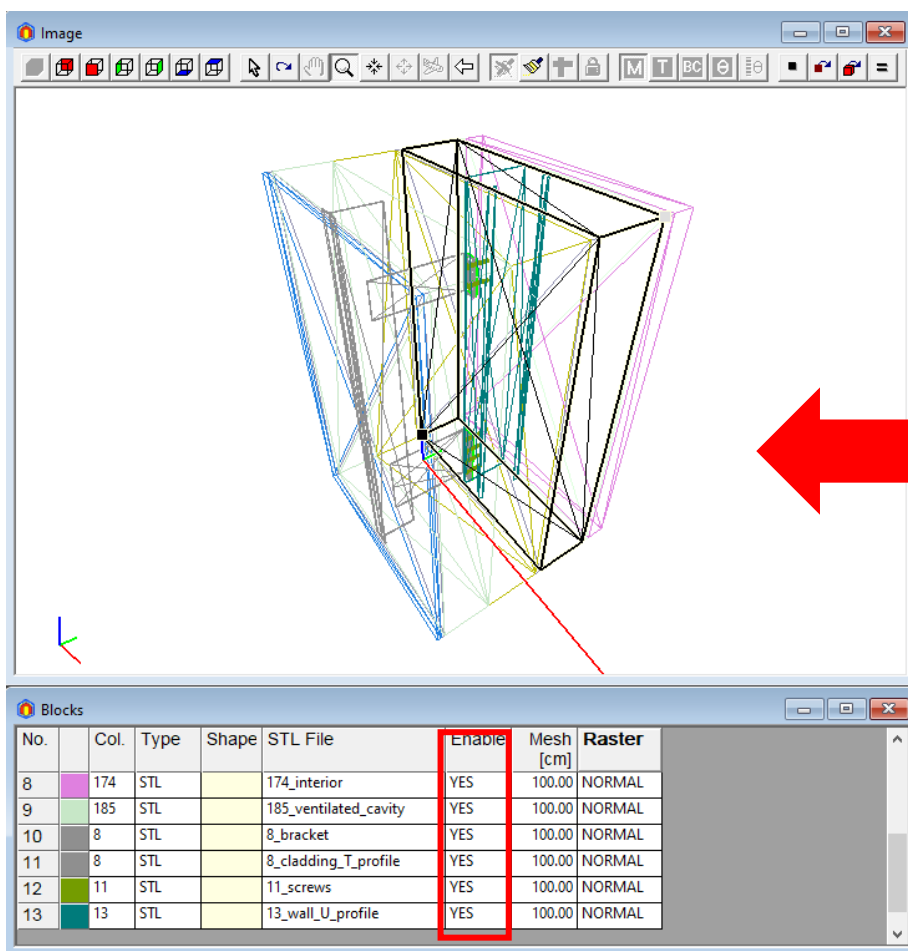 Image
M T BC θ θ
Blocks
No. Col. Type Shape STL File Enable Mesh [cm] Raster
8 174 STL 174_interior YES 100.00 NORMAL
9 185 STL 185_ventilated_cavity YES 100.00 NORMAL
10 8 STL 8_bracket YES 100.00 NORMAL
11 8 STL 8_cladding_T_profile YES 100.00 NORMAL
12 11 STL 11_screws YES 100.00 NORMAL
13 13 STL 13_wall_U_profile YES 100.00 NORMAL